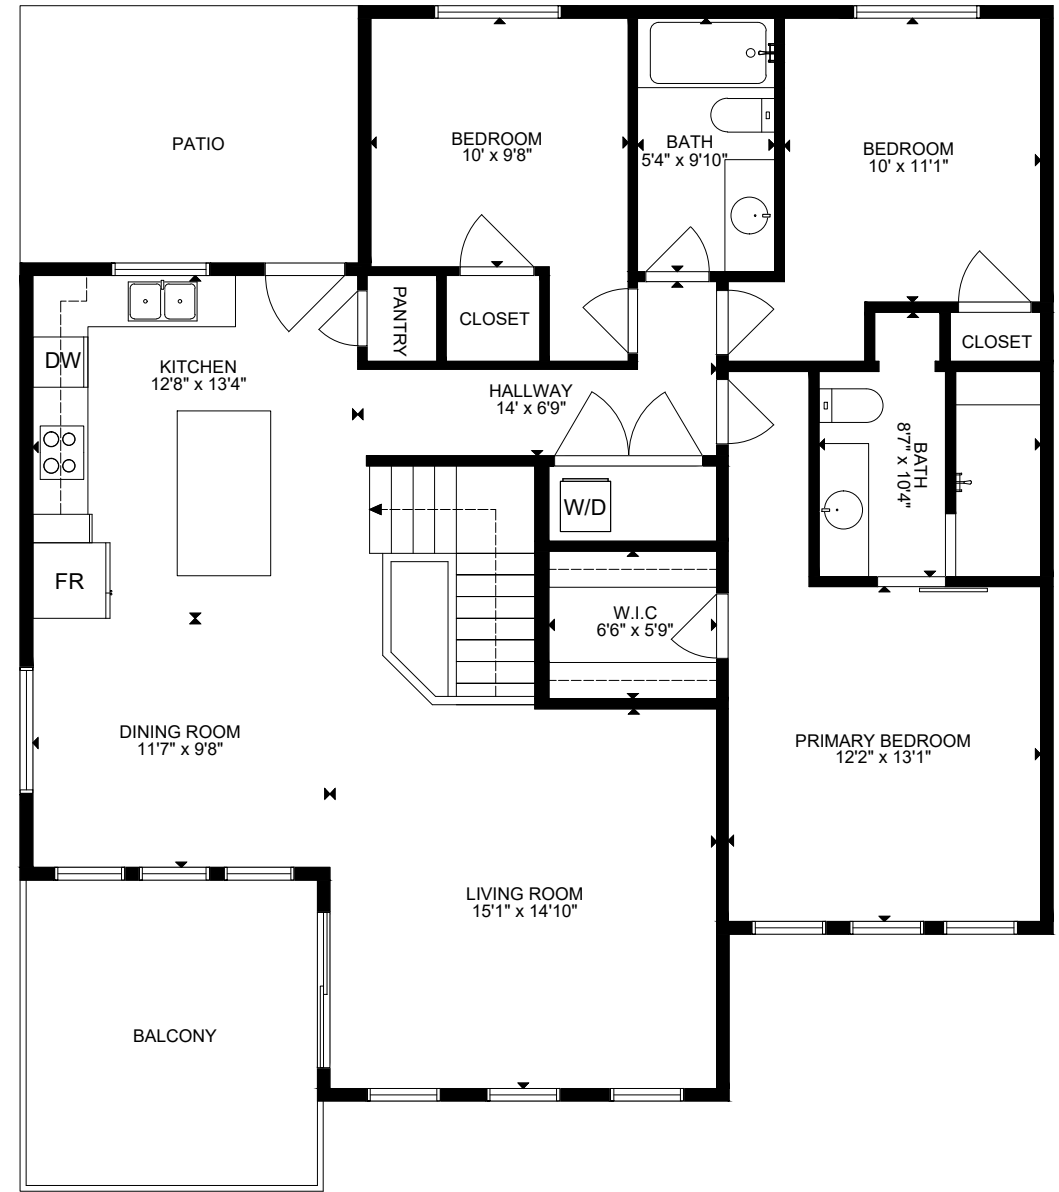 PATIO
BEDROOM
10' x 9'8"
BATH
5'4" x 9'10"
BEDROOM
10' x 11'1"
PANTRY
CLOSET
CLOSET
DW
KITCHEN
12'8" x 13'4"
HALLWAY
14' x 6'9"
BATH
8'7" x 10'4"
W/D
FR
W.I.C
6'6" x 5'9"
DINING ROOM
11'7" x 9'8"
PRIMARY BEDROOM
12'2" x 13'1"
LIVING ROOM
15'1" x 14'10"
BALCONY